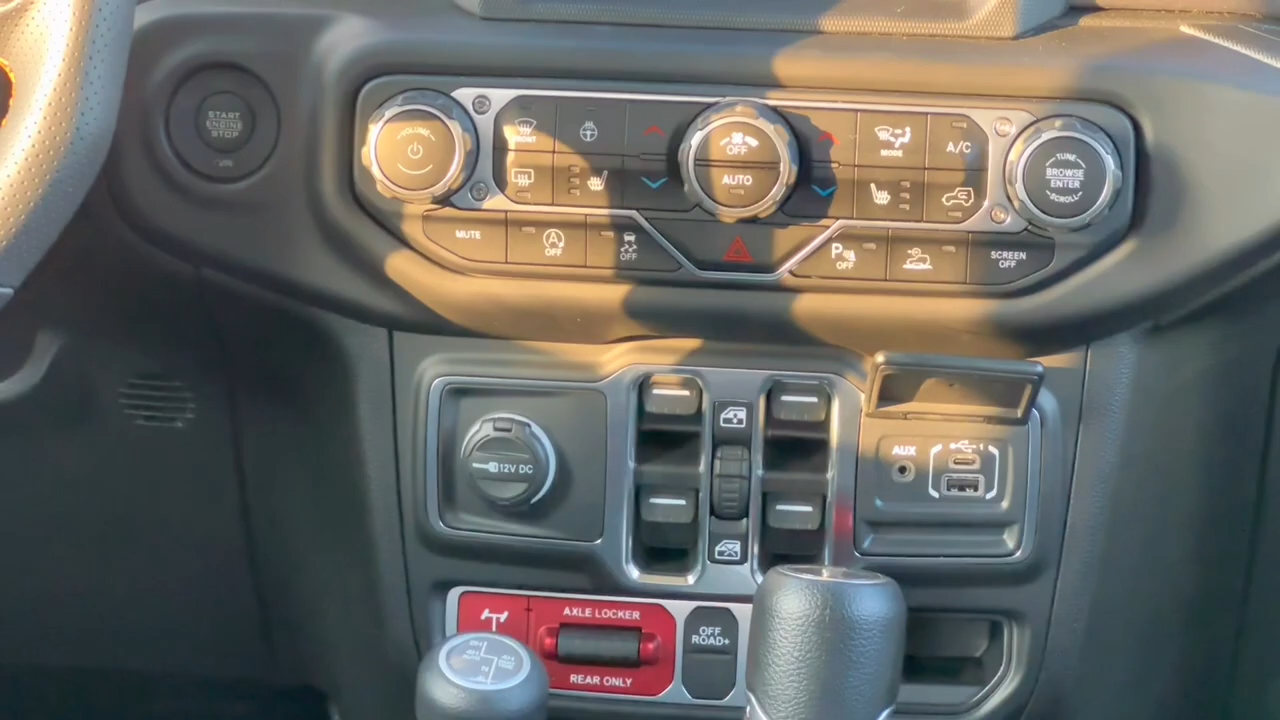 START
ENGINE
STOP
VOLUME
FRONT
OFF
AUTO
MODE
A/C
TUNE
BROWSE
ENTER
SCROLL
MUTE
A
OFF
OFF
P
OFF
SCREEN
OFF
12V DC
AUX
1
AXLE LOCKER
REAR ONLY
OFF
ROAD+
N